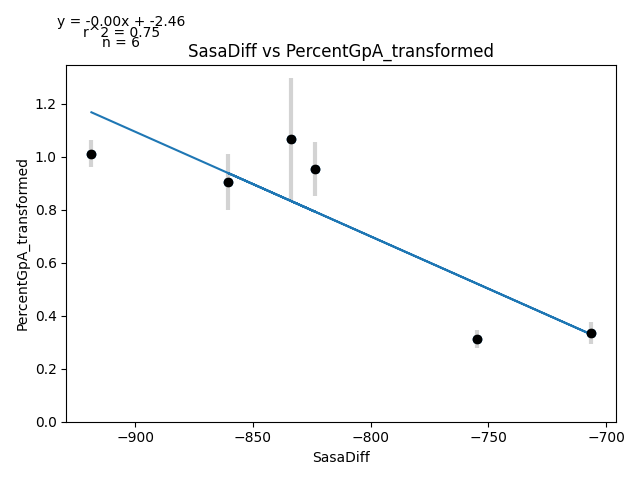 y = -0.00x + -2.46
r^2 = 0.75
n = 6
SasaDiff vs PercentGpA_transformed
PercentGpA_transformed
1.2
1.0
0.8
0.6
0.4
0.2
0.0
−900
−850
−800
−750
−700
SasaDiff